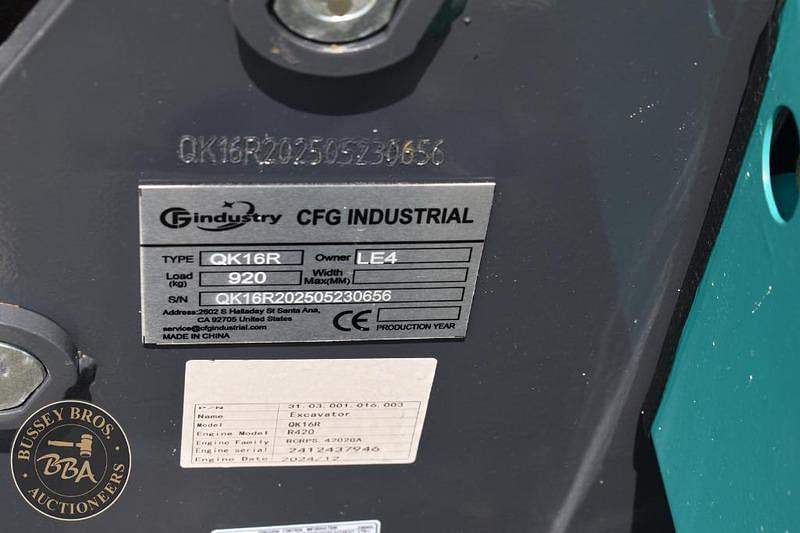 QK16R202505230656
CFG industry CFG INDUSTRIAL
TYPE QK16R Owner LE4
Load (kg) 920 Width Max(MM)
S/N QK16R202505230656
Address:2602 S Halladay St Santa Ana,
CA 92705 United States
service@cfgindustrial.com
MADE IN CHINA
CE PRODUCTION YEAR
P/N 31.03.001.016.003
Name Excavator
Model QK16R
Engine Model R420
Engine Family
Engine serial 2412437946
Engine Date 2024/12
BUSSEY BROS.
BBA
AUCTIONEERS